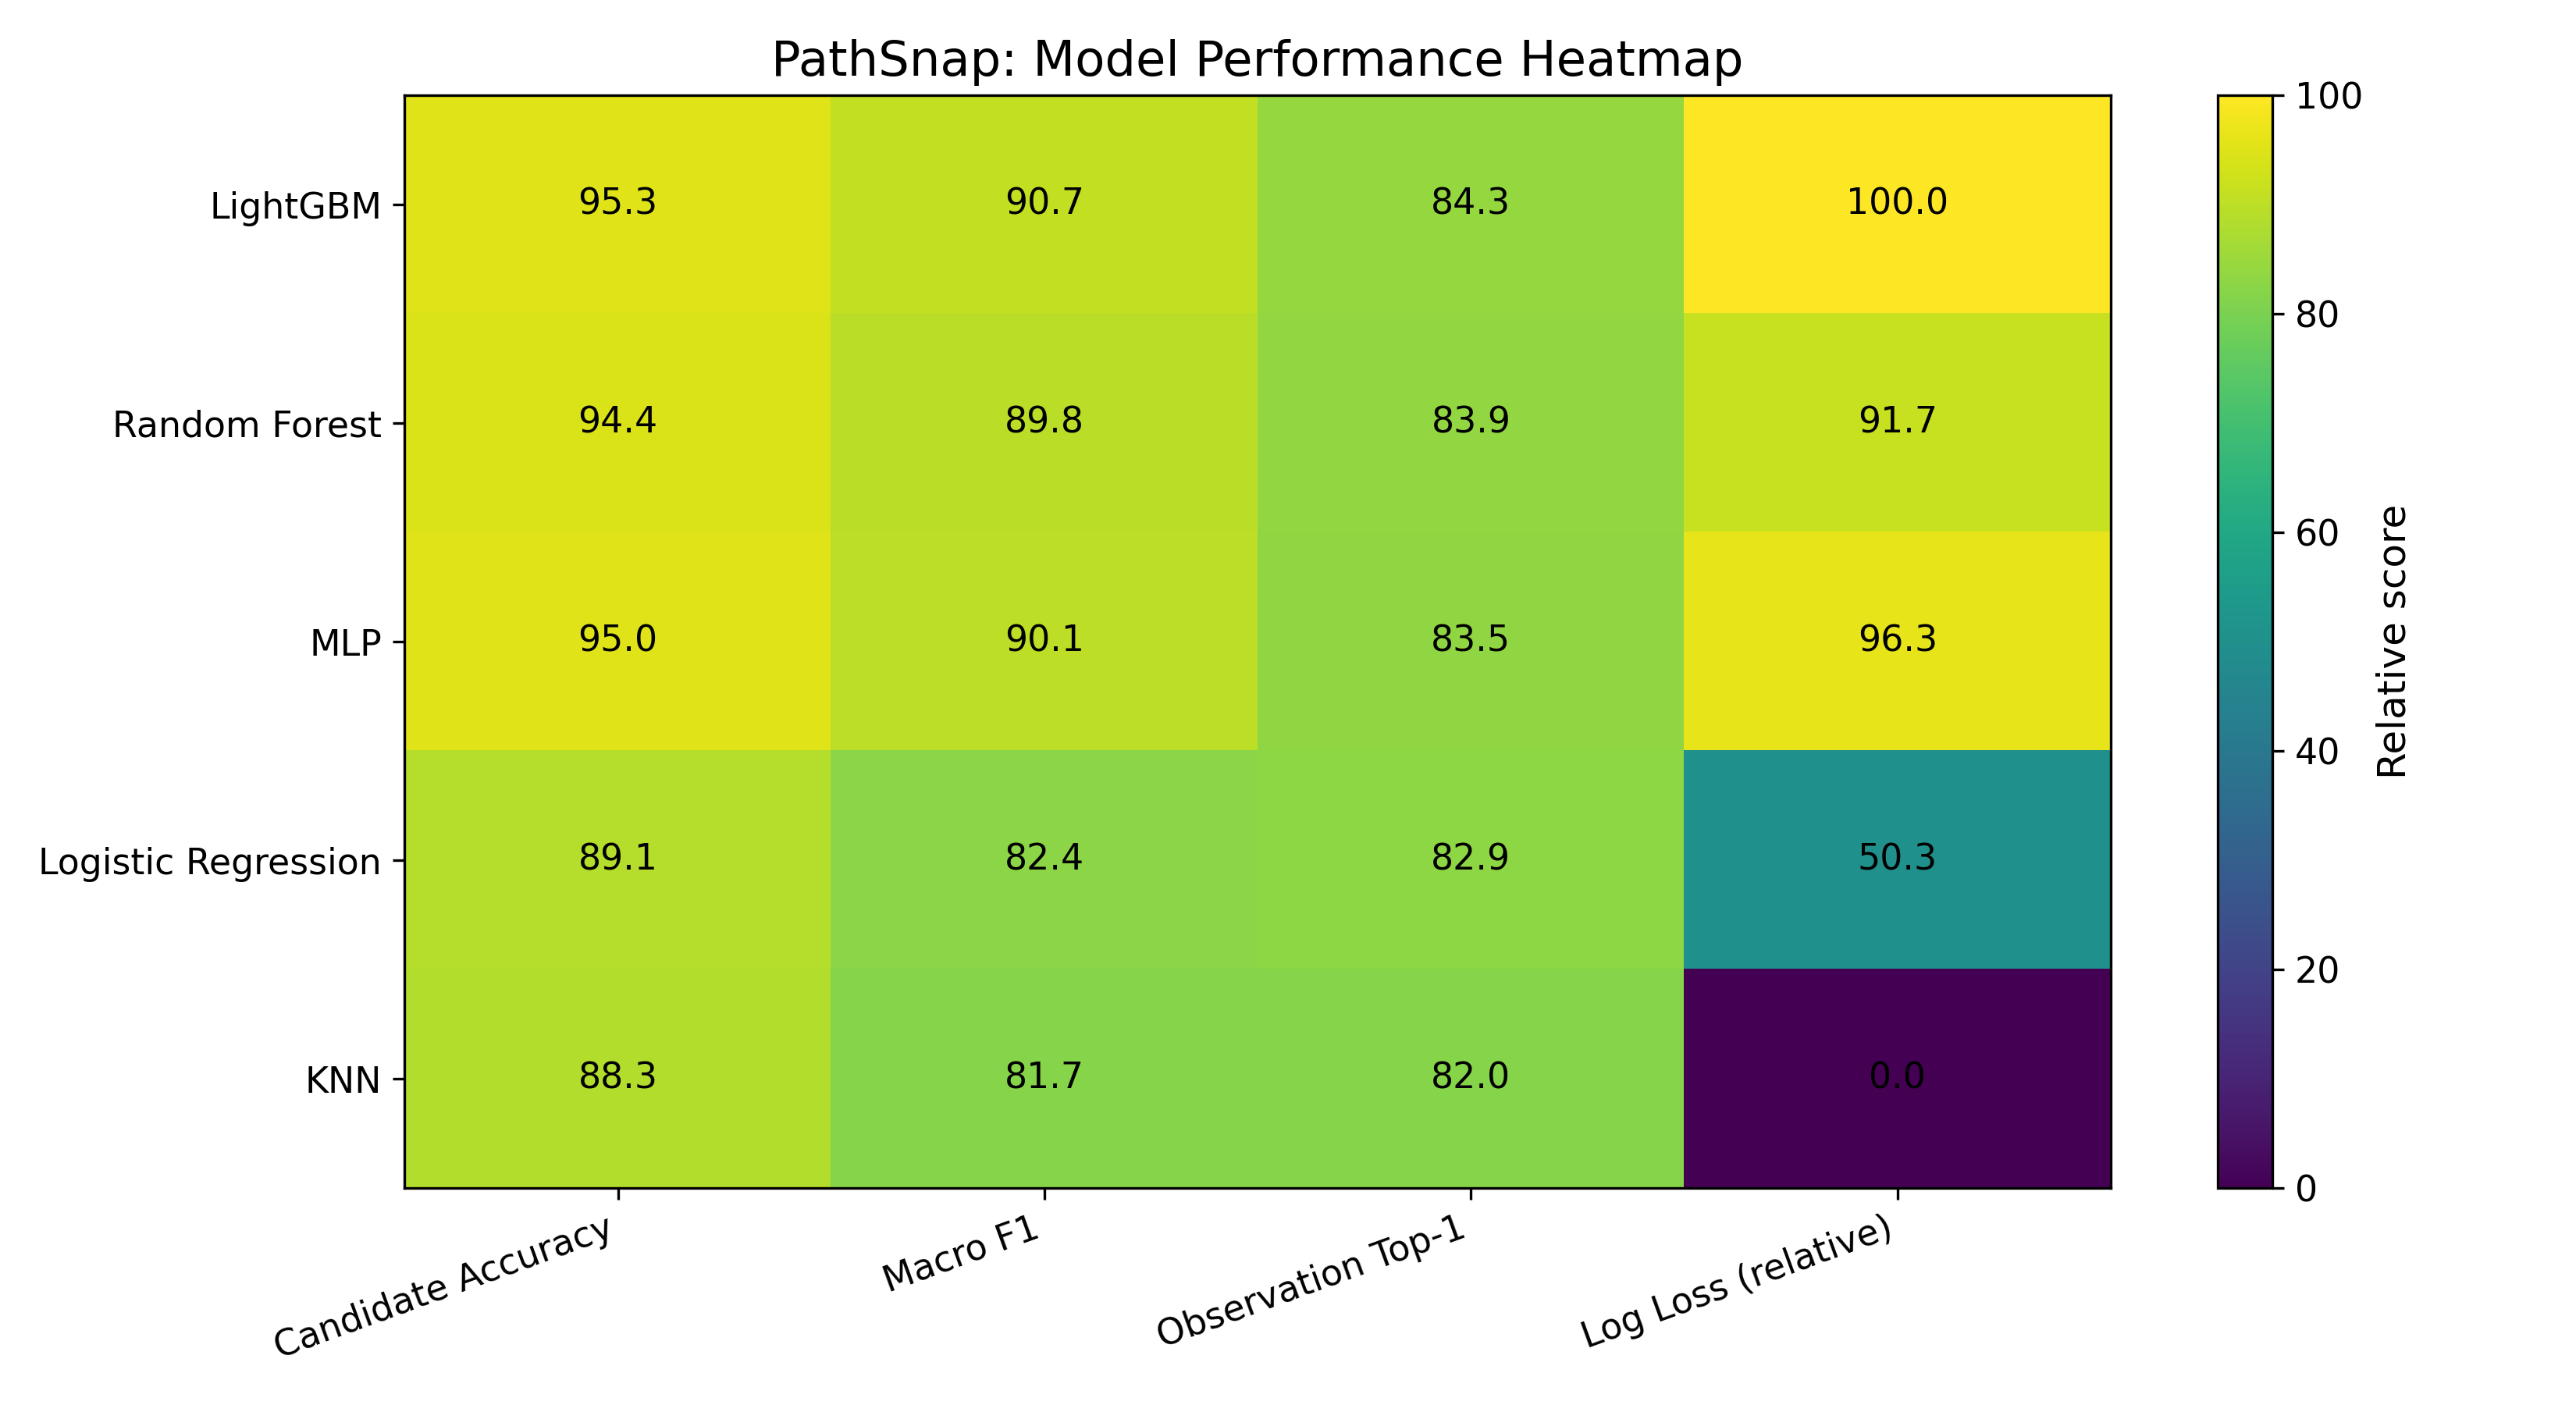 PathSnap: Model Performance Heatmap
LightGBM 95.3 90.7 84.3 100.0
Random Forest 94.4 89.8 83.9 91.7
MLP 95.0 90.1 83.5 96.3
Logistic Regression 89.1 82.4 82.9 50.3
KNN 88.3 81.7 82.0 0.0
Candidate Accuracy
Macro F1
Observation Top-1
Log Loss (relative)
100
80
60
40
20
0
Relative score